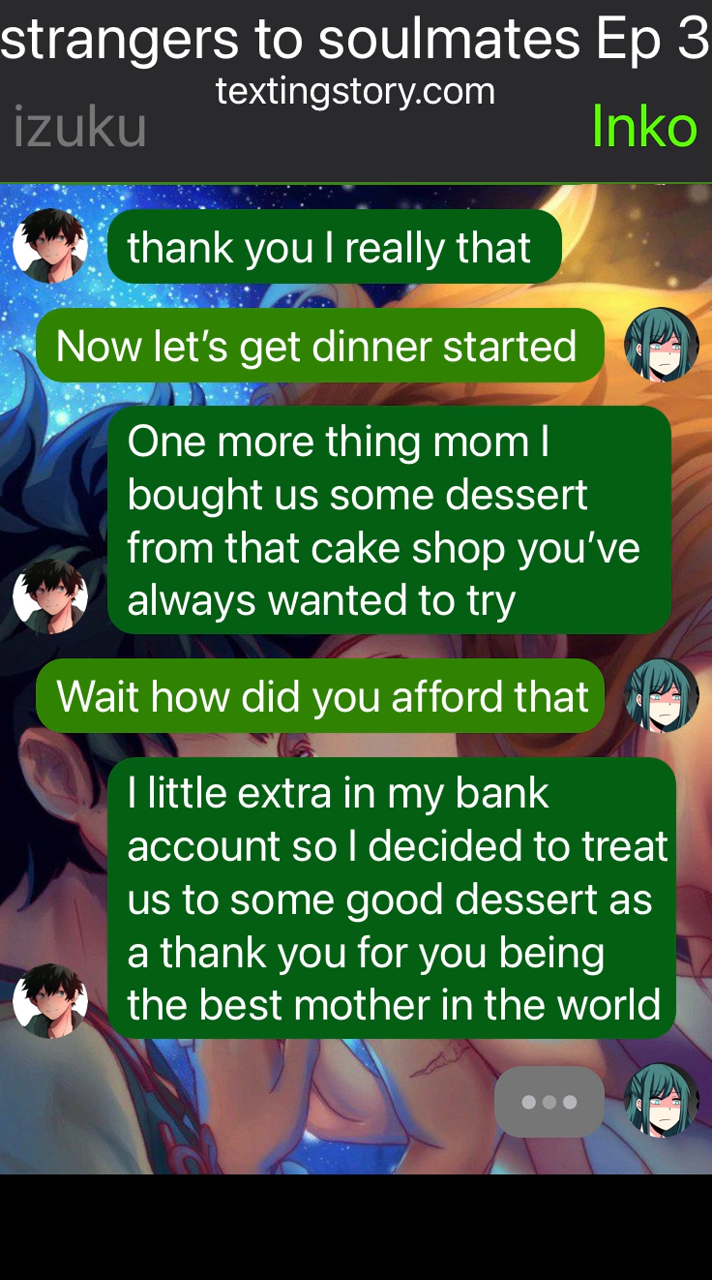 strangers to soulmates Ep 3
textingstory.com
izuku
Inko
thank you I really that
Now let’s get dinner started
One more thing mom I
bought us some dessert
from that cake shop you’ve
always wanted to try
Wait how did you afford that
I little extra in my bank
account so I decided to treat
us to some good dessert as
a thank you for you being
the best mother in the world